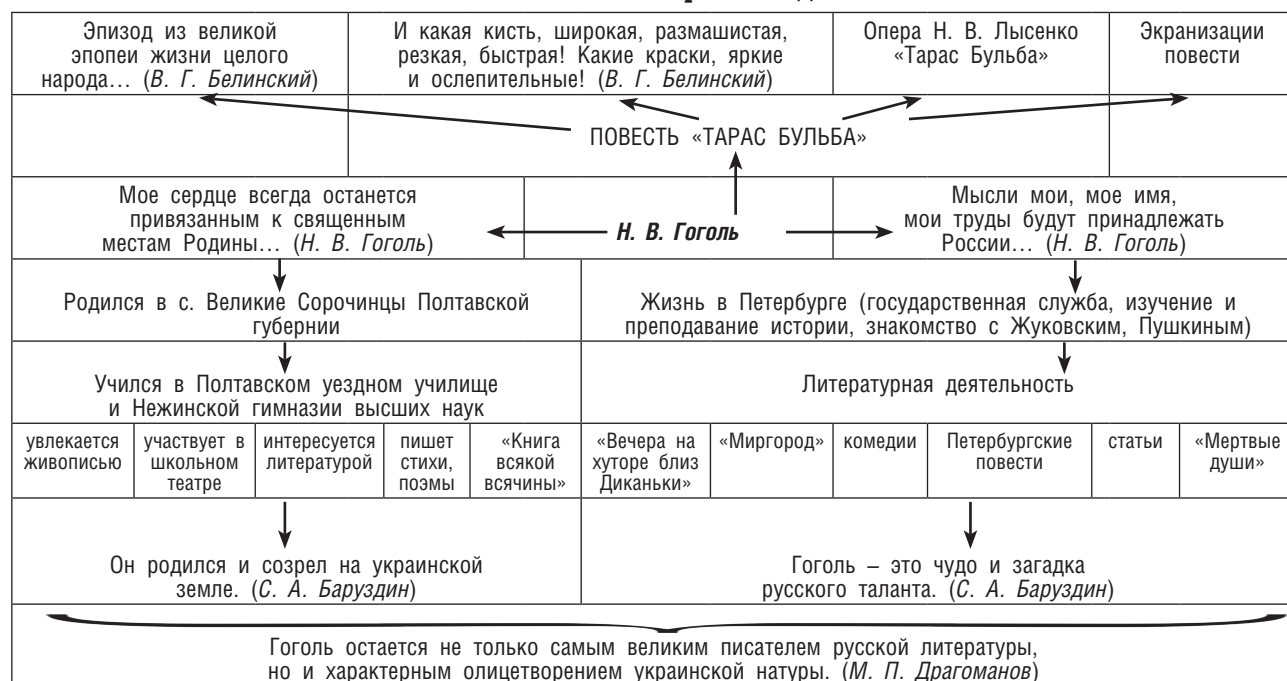 Эпизод из великой
эпопеи жизни целого
народа… (В. Г. Белинский)
И какая кисть, широкая, размашистая,
резкая, быстрая! Какие краски, яркие
и ослепительные! (В. Г. Белинский)
Опера Н. В. Лысенко
«Тарас Бульба»
Экранизации
повести
ПОВЕСТЬ «ТАРАС БУЛЬБА»
Мое сердце всегда останется
привязанным к священным
местам Родины… (Н. В. Гоголь)
Н. В. Гоголь
Мысли мои, мое имя,
мои труды будут принадлежать
России… (Н. В. Гоголь)
Родился в с. Великие Сорочинцы Полтавской
губернии
Жизнь в Петербурге (государственная служба, изучение и
преподавание истории, знакомство с Жуковским, Пушкиным)
Учился в Полтавском уездном училище
и Нежинской гимназии высших наук
Литературная деятельность
увлекается
живописью
участвует в
школьном
театре
интересуется
литературой
пишет
стихи,
поэмы
«Книга
всякой
всячины»
«Вечера на
хуторе близ
Диканьки»
«Миргород»
комедии
Петербургские
повести
статьи
«Мертвые
души»
Он родился и созрел на украинской
земле. (С. А. Баруздин)
Гоголь – это чудо и загадка
русского таланта. (С. А. Баруздин)
Гоголь остается не только самым великим писателем русской литературы,
но и характерным олицетворением украинской натуры. (М. П. Драгоманов)